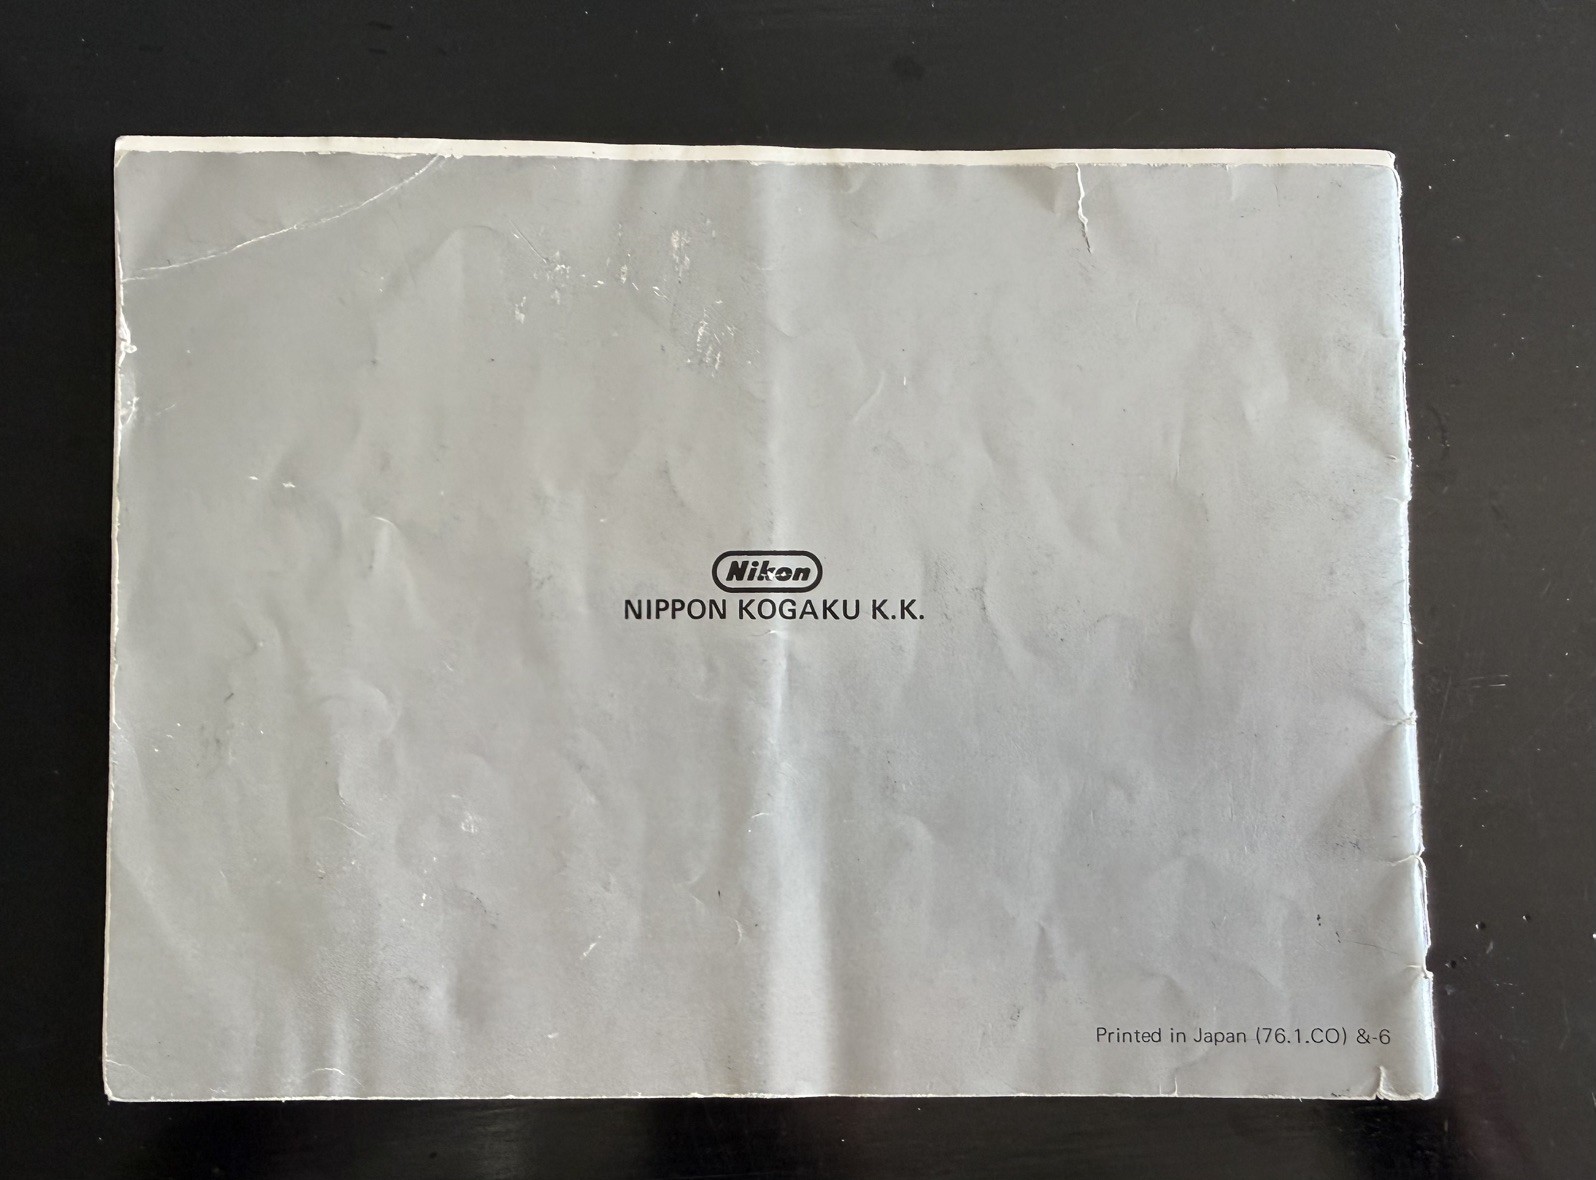 Nikon
NIPPON KOGAKU K.K.
Printed in Japan (76.1.CO) &-6